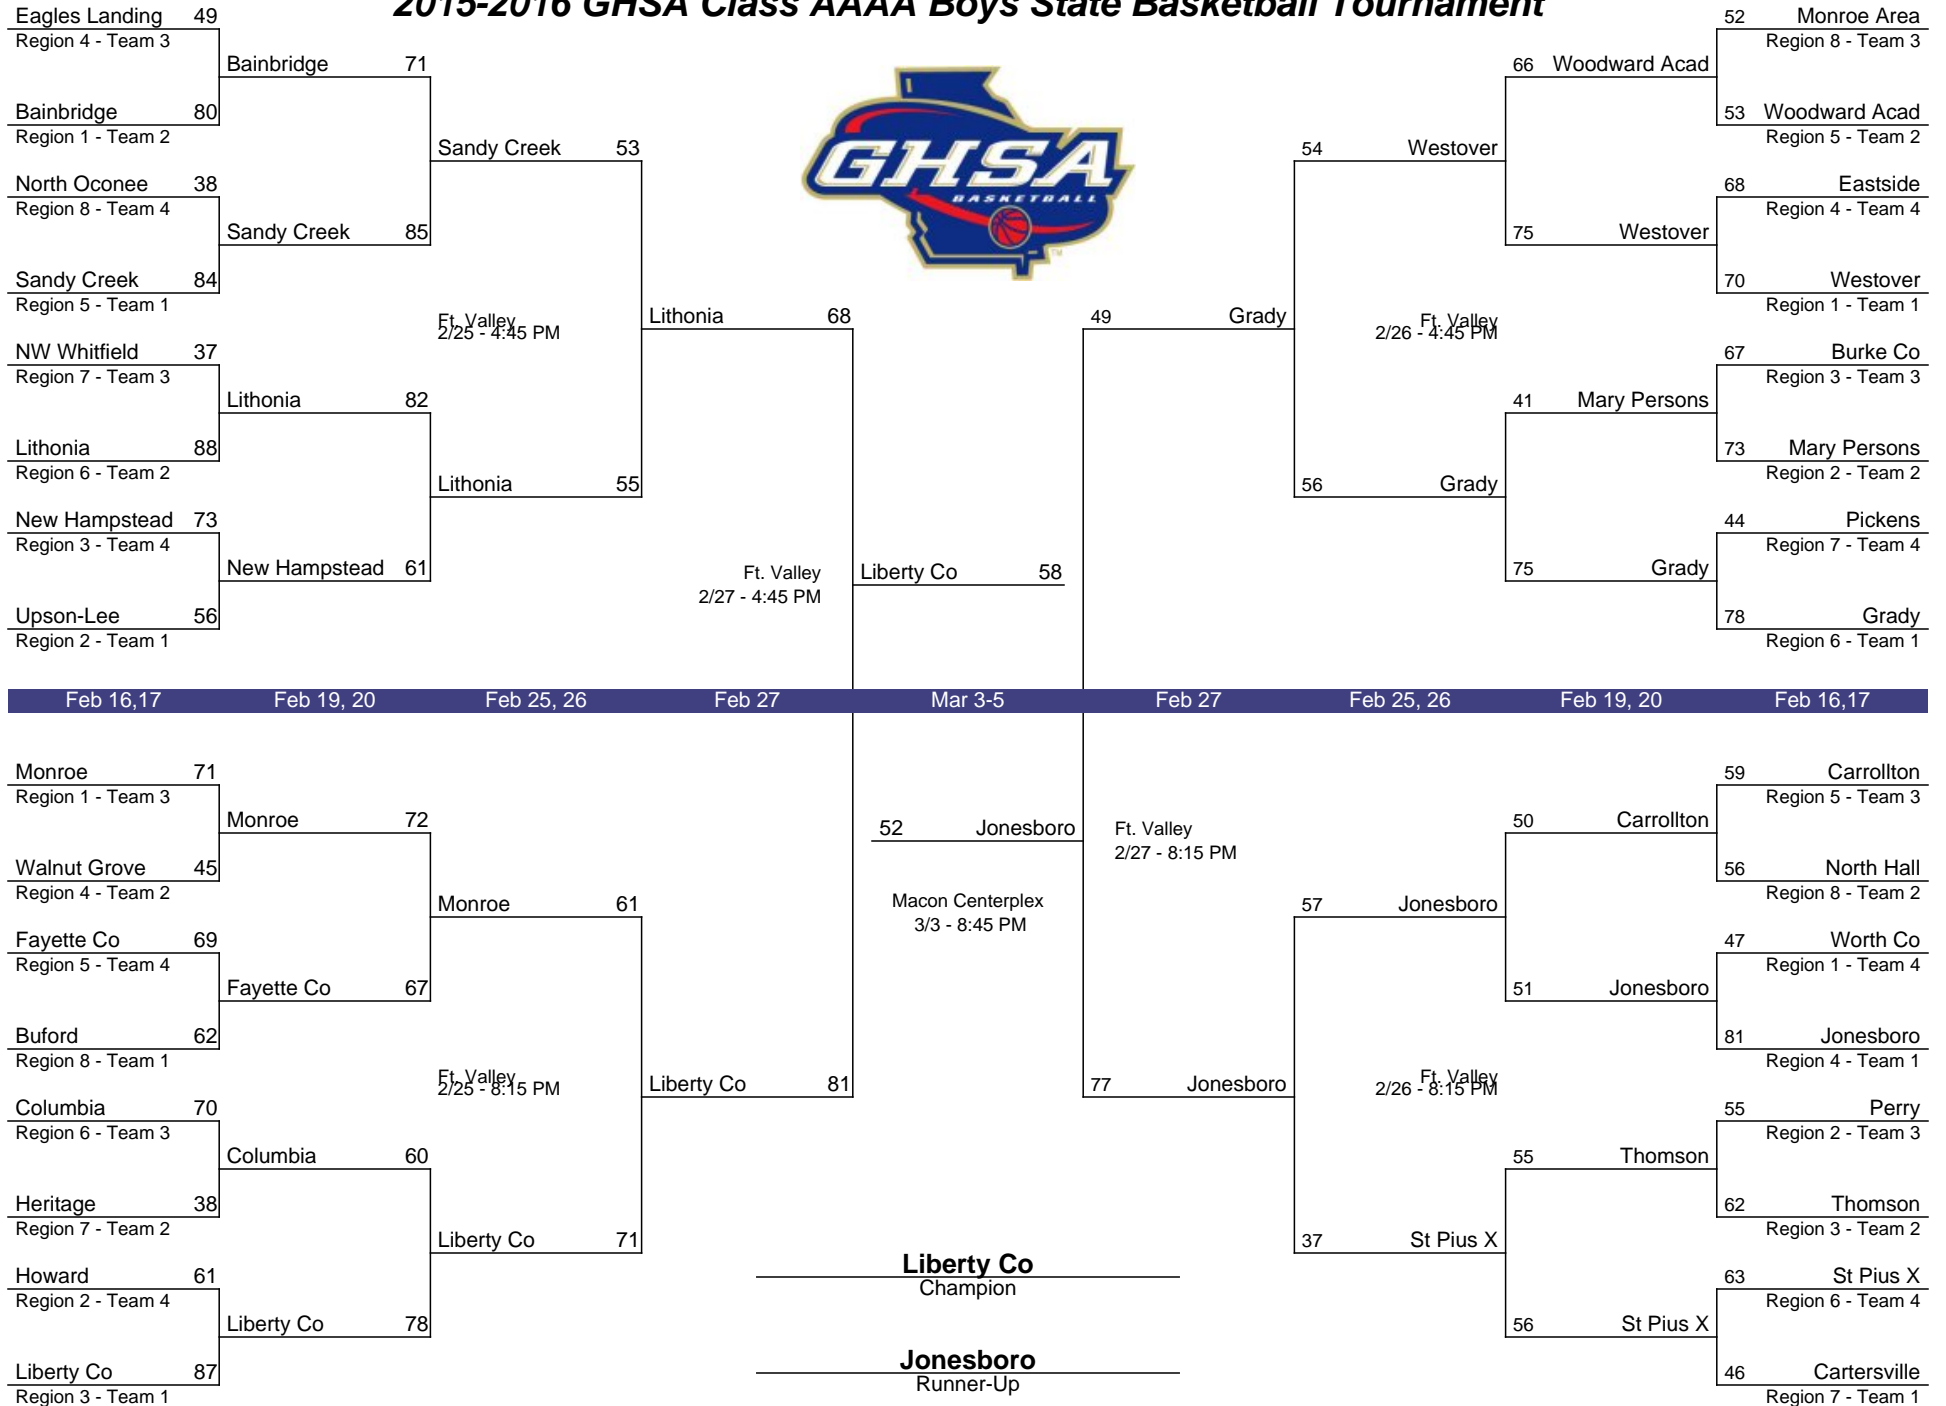 2015-2016 GHSA Class AAAA Boys State Basketball Tournament
GHSA
BASKETBALL
TM
Eagles Landing 49
Region 4 - Team 3
Bainbridge 71
Bainbridge 80
Region 1 - Team 2
Sandy Creek 53
North Oconee 38
Region 8 - Team 4
Sandy Creek 85
Sandy Creek 84
Region 5 - Team 1
Ft. Valley
2/25 - 4:45 PM
Lithonia 68
NW Whitfield 37
Region 7 - Team 3
Lithonia 82
Lithonia 88
Region 6 - Team 2
Lithonia 55
New Hampstead 73
Region 3 - Team 4
New Hampstead 61
Upson-Lee 56
Region 2 - Team 1
Ft. Valley
2/27 - 4:45 PM
Liberty Co 58
52 Monroe Area
Region 8 - Team 3
66 Woodward Acad
53 Woodward Acad
Region 5 - Team 2
54 Westover
68 Eastside
Region 4 - Team 4
75 Westover
70 Westover
Region 1 - Team 1
49 Grady
Ft. Valley
2/26 - 4:45 PM
67 Burke Co
Region 3 - Team 3
41 Mary Persons
73 Mary Persons
Region 2 - Team 2
56 Grady
44 Pickens
Region 7 - Team 4
75 Grady
78 Grady
Region 6 - Team 1
Feb 16,17 Feb 19, 20 Feb 25, 26 Feb 27 Mar 3-5 Feb 27 Feb 25, 26 Feb 19, 20 Feb 16,17
Monroe 71
Region 1 - Team 3
Monroe 72
Walnut Grove 45
Region 4 - Team 2
Monroe 61
Fayette Co 69
Region 5 - Team 4
Fayette Co 67
Buford 62
Region 8 - Team 1
Ft. Valley
2/25 - 8:15 PM
Liberty Co 81
Columbia 70
Region 6 - Team 3
Columbia 60
Heritage 38
Region 7 - Team 2
Liberty Co 71
Howard 61
Region 2 - Team 4
Liberty Co 78
Liberty Co 87
Region 3 - Team 1
52 Jonesboro
Macon Centerplex
3/3 - 8:45 PM
Ft. Valley
2/27 - 8:15 PM
59 Carrollton
Region 5 - Team 3
50 Carrollton
56 North Hall
Region 8 - Team 2
57 Jonesboro
47 Worth Co
Region 1 - Team 4
51 Jonesboro
81 Jonesboro
Region 4 - Team 1
77 Jonesboro
Ft. Valley
2/26 - 8:15 PM
55 Perry
Region 2 - Team 3
55 Thomson
62 Thomson
Region 3 - Team 2
37 St Pius X
63 St Pius X
Region 6 - Team 4
56 St Pius X
46 Cartersville
Region 7 - Team 1
Liberty Co
Champion
Jonesboro
Runner-Up